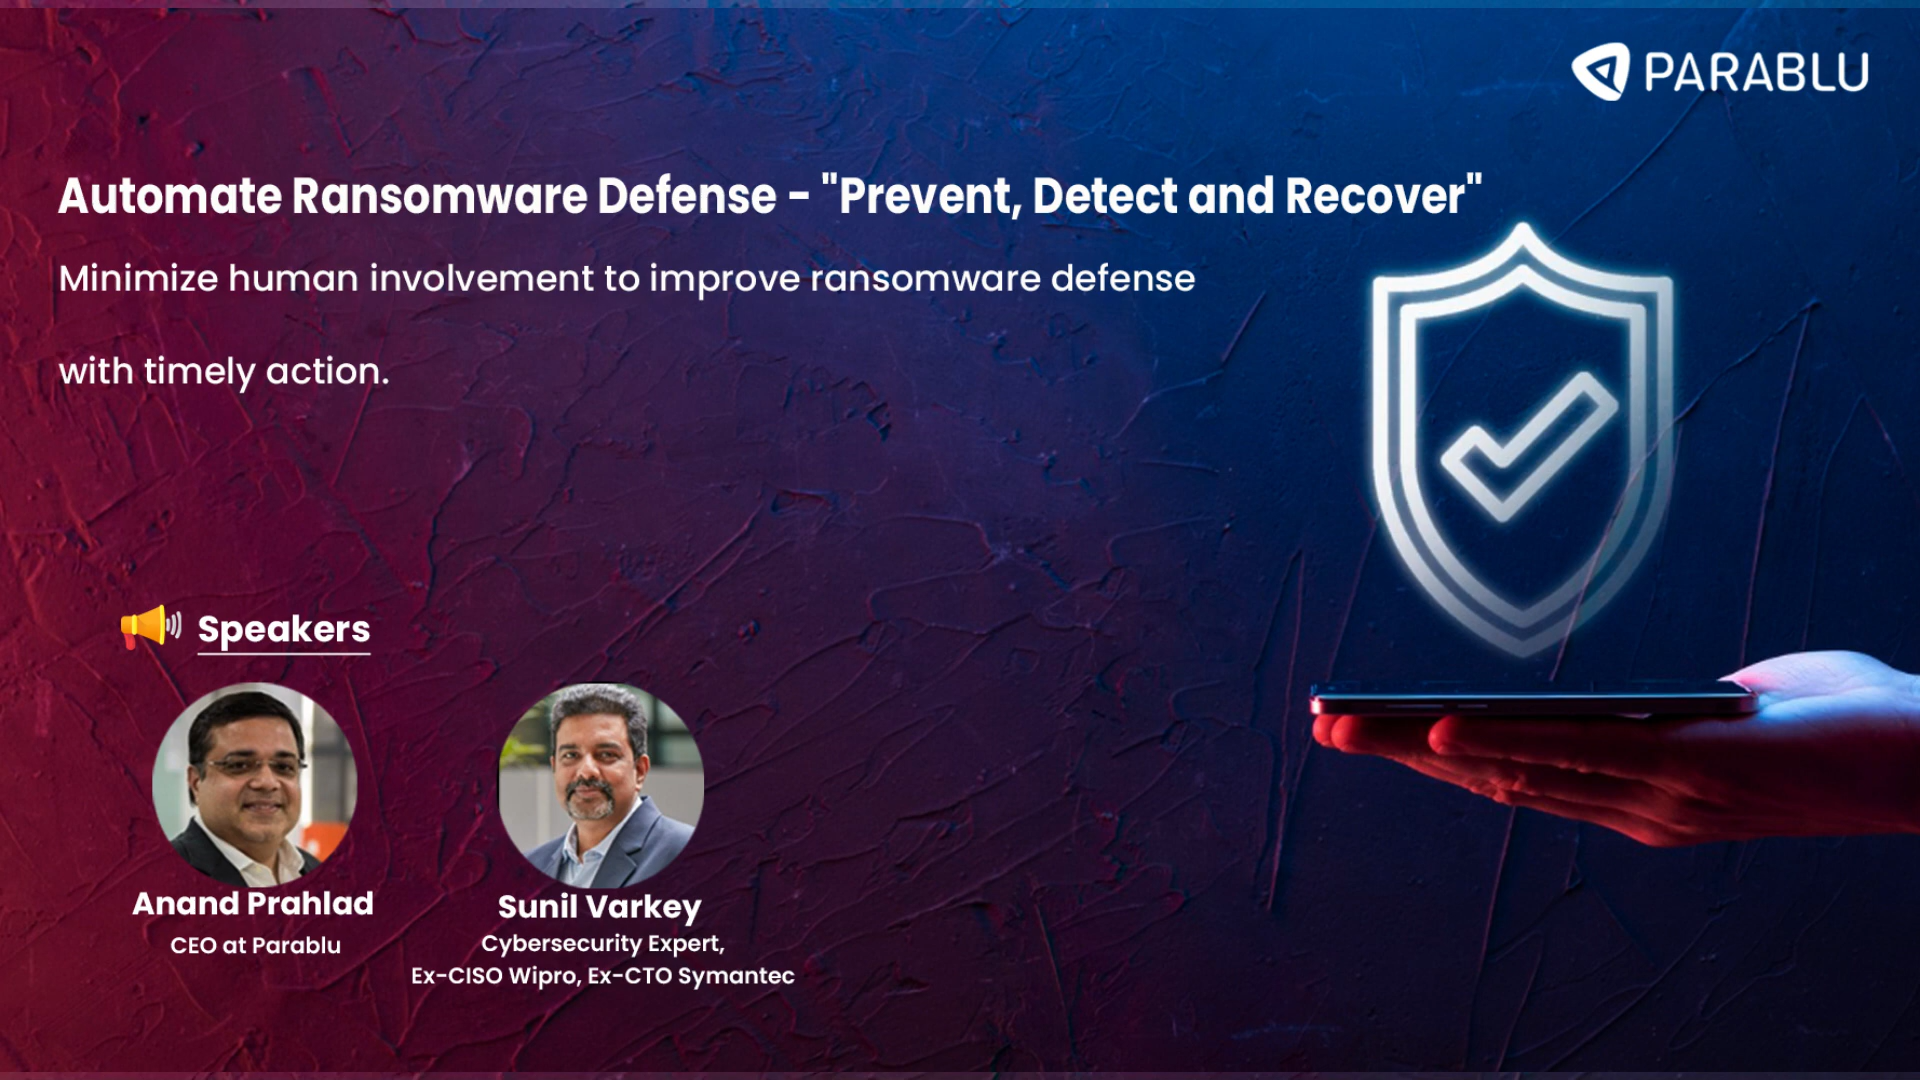 PARABLU
Automate Ransomware Defense - "Prevent, Detect and Recover"
Minimize human involvement to improve ransomware defense
with timely action.
Speakers
Anand Prahlad
CEO at Parablu
Sunil Varkey
Cybersecurity Expert,
Ex-CISO Wipro, Ex-CTO Symantec